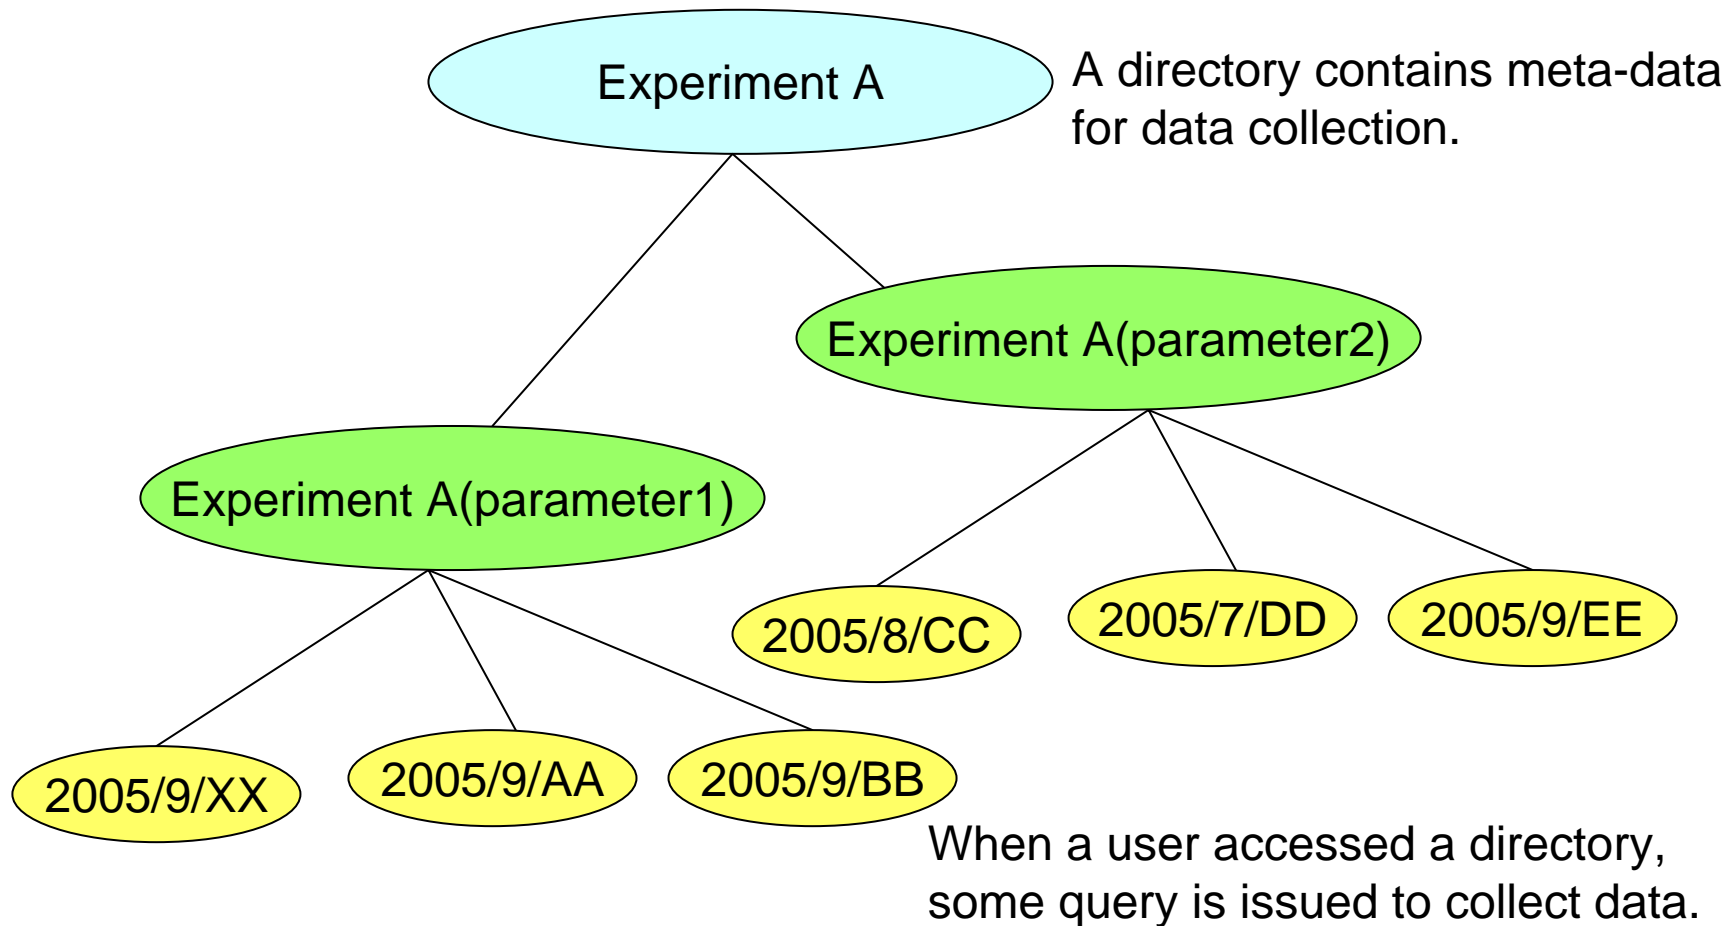 Experiment A
A directory contains meta-data
for data collection.
Experiment A(parameter2)
Experiment A(parameter1)
2005/8/CC
2005/7/DD
2005/9/EE
2005/9/XX
2005/9/AA
2005/9/BB
When a user accessed a directory,
some query is issued to collect data.